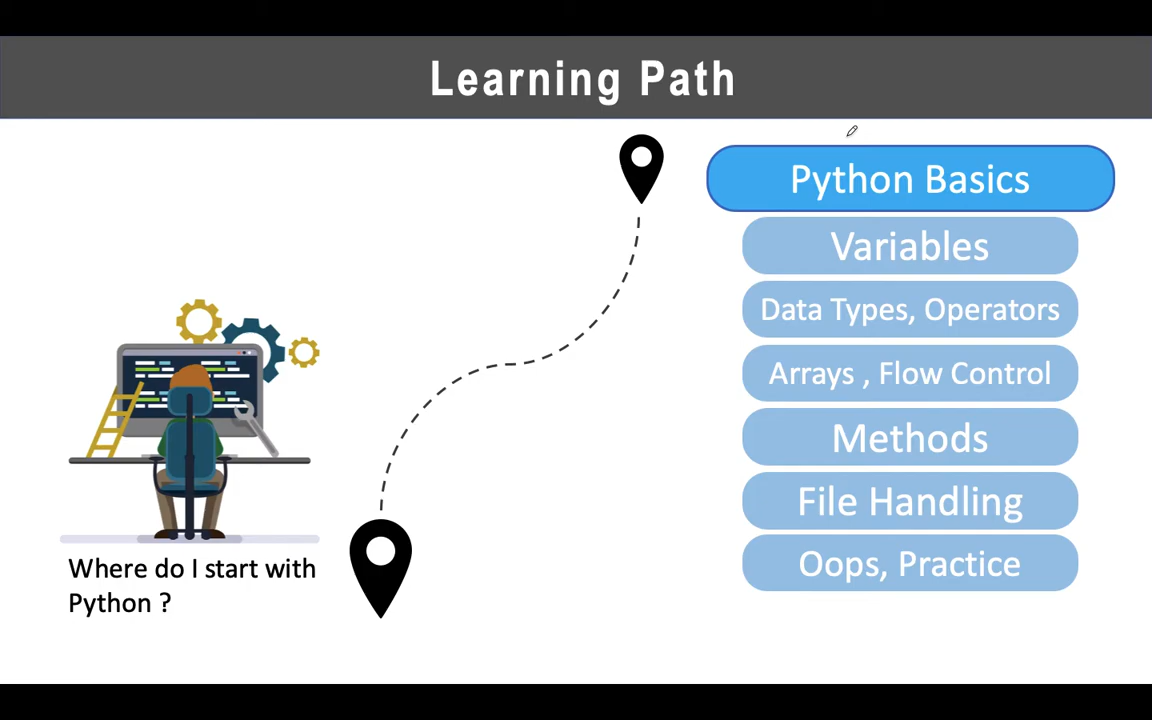 Learning Path
Python Basics
Variables
Data Types, Operators
Arrays , Flow Control
Methods
File Handling
Oops, Practice
Where do I start with
Python ?